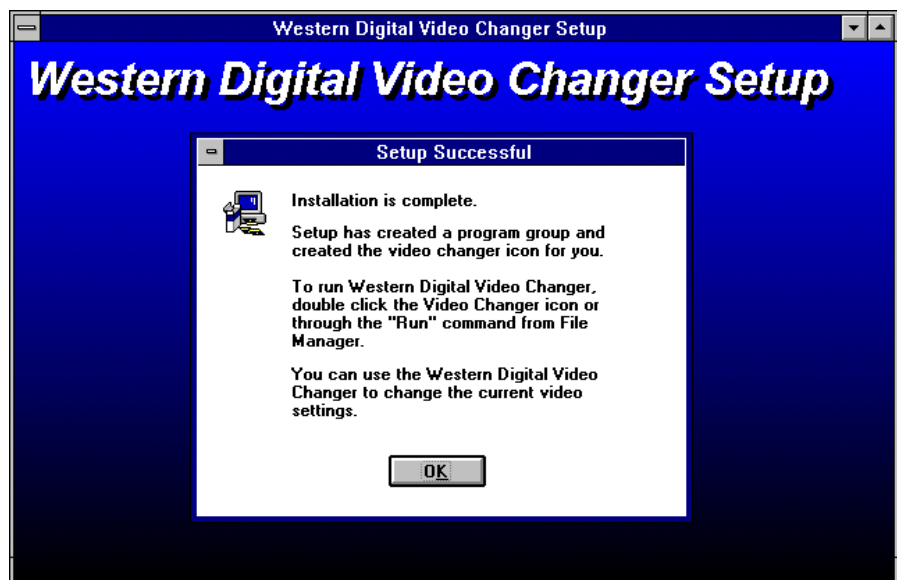 Western Digital Video Changer Setup
Western Digital Video Changer Setup
Setup Successful
Installation is complete.
Setup has created a program group and
created the video changer icon for you.
To run Western Digital Video Changer,
double click the Video Changer icon or
through the "Run" command from File
Manager.
You can use the Western Digital Video
Changer to change the current video
settings.
OK